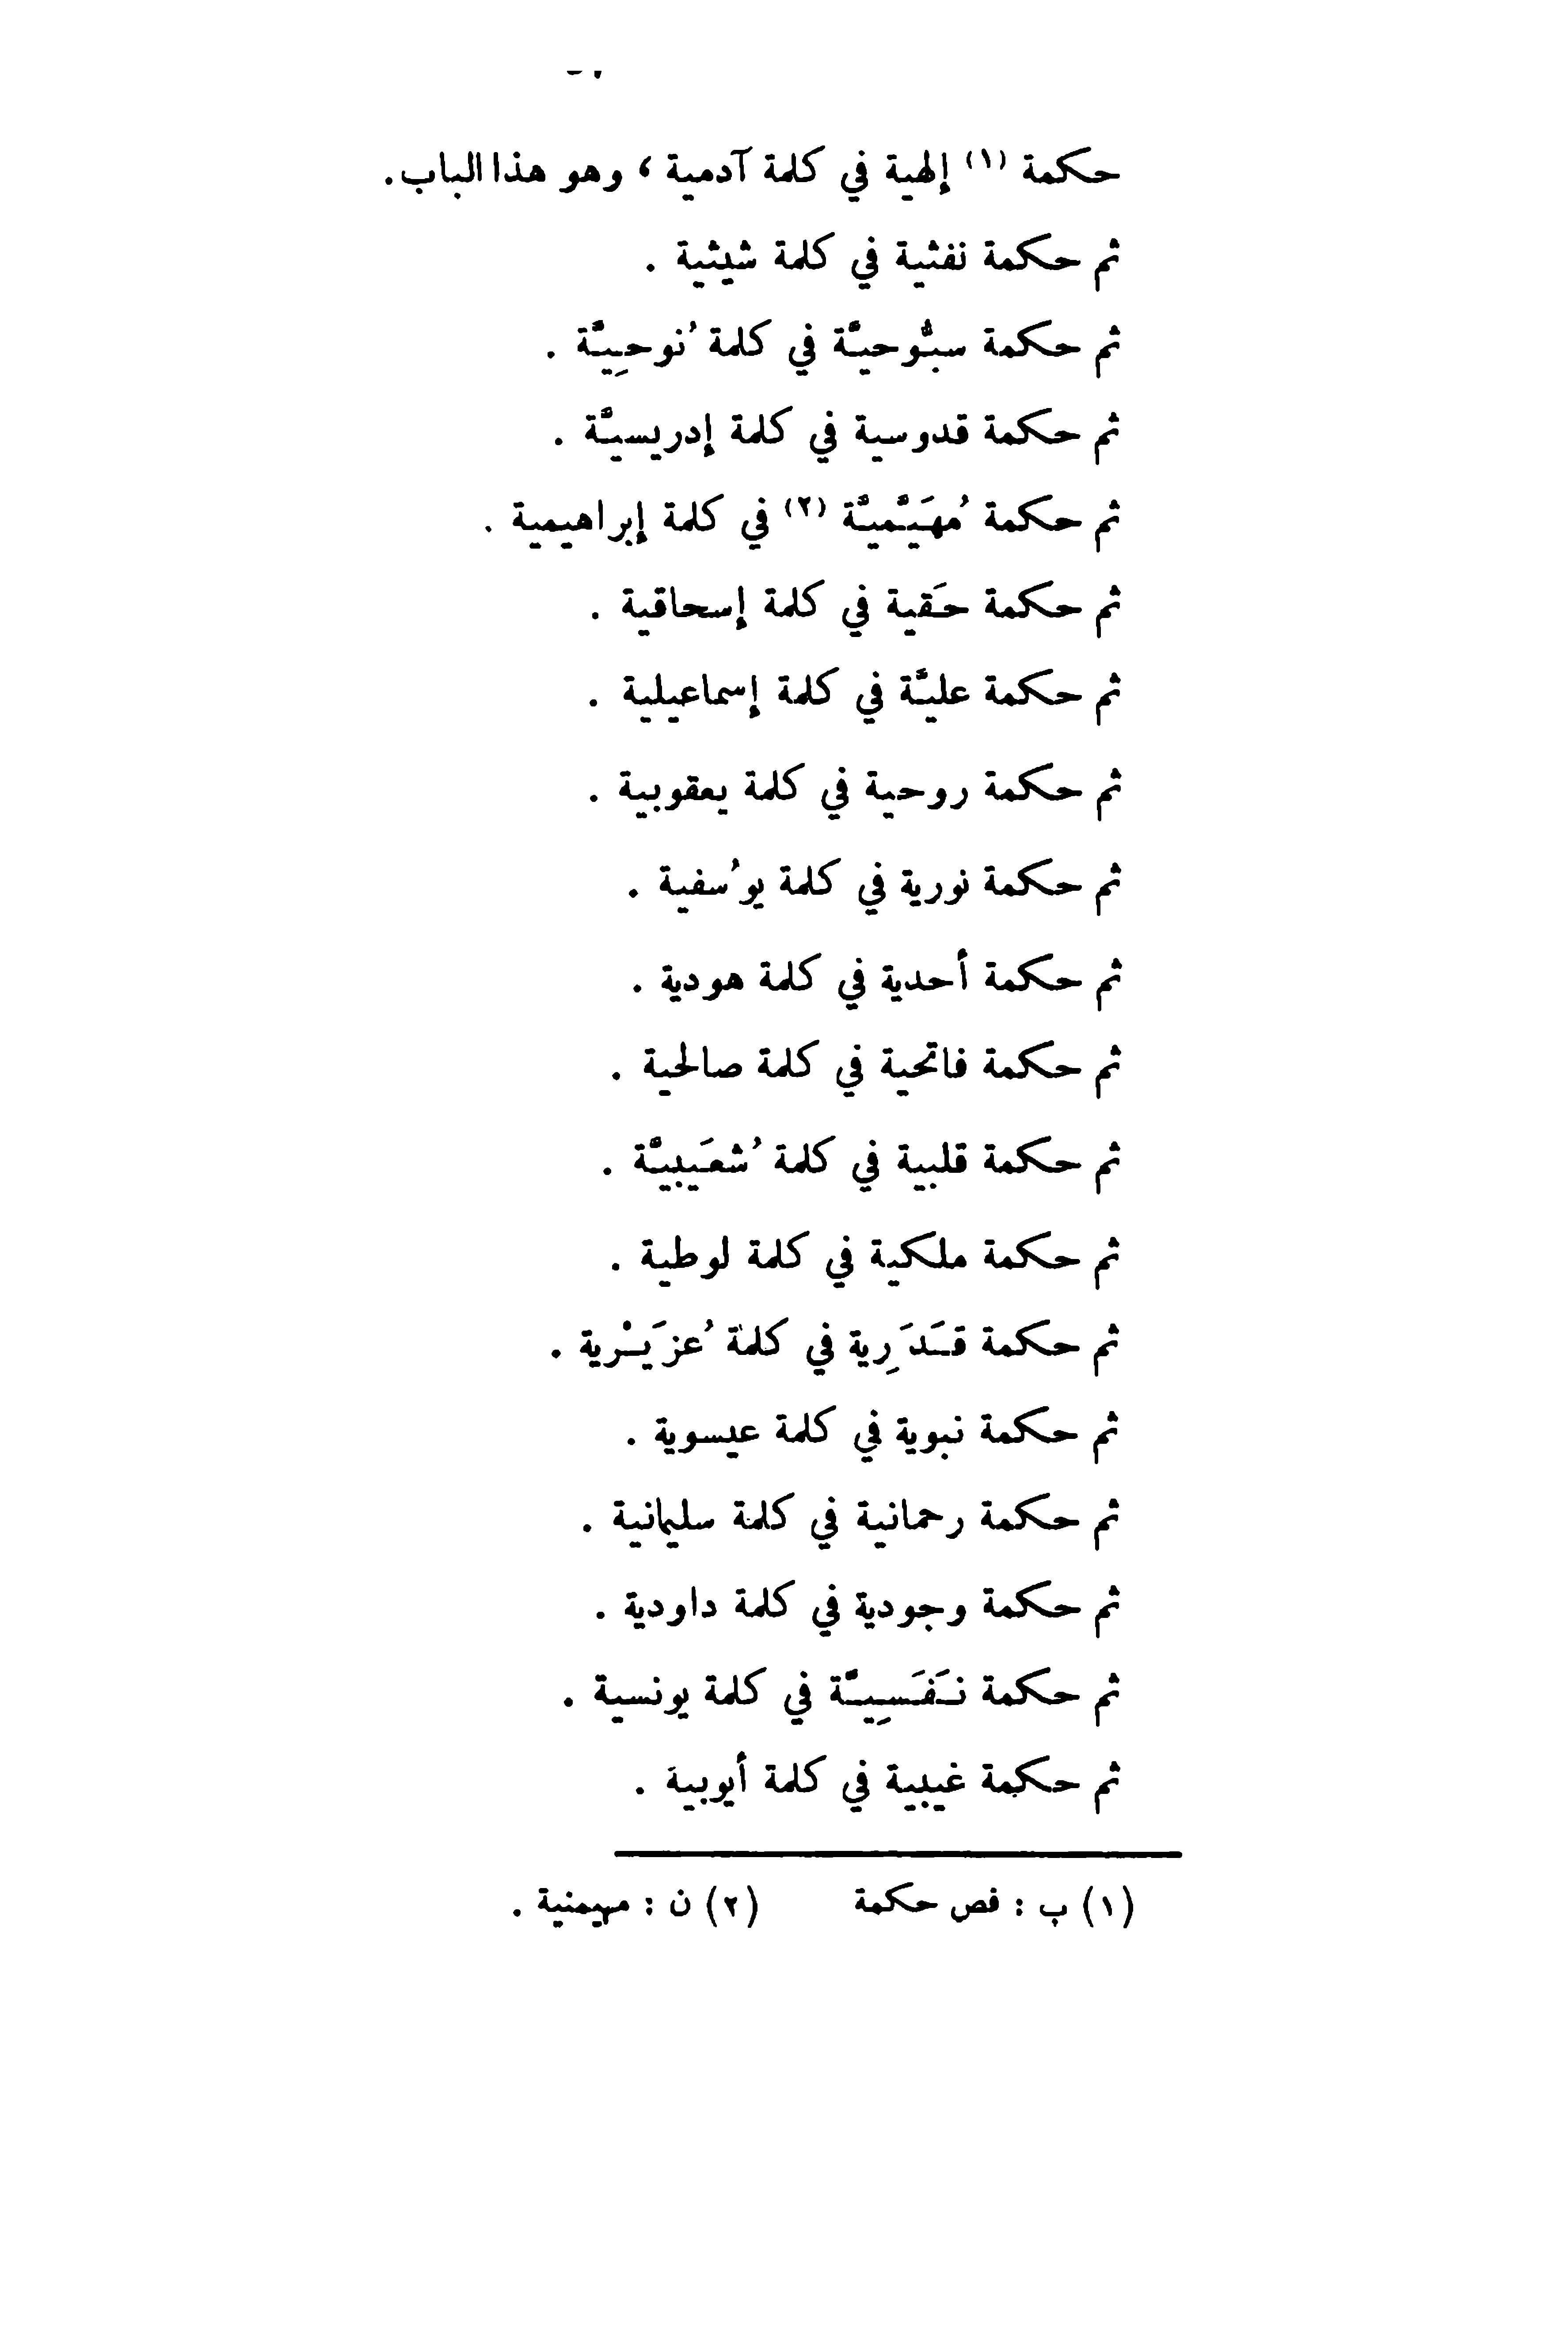 حكمة (١) إلهية في كلمة آدمية ، وهو هذا الباب.
ثم حكمة نفثية في كلمة شيثية .
ثم حكمة سبُّوحيَّة في كلمة نُوحِيَّة .
ثم حكمة قدوسية في كلمة إدريسيَّة .
ثم حكمة مُهَيَّميَّة (٢) في كلمة إبراهيمية .
ثم حكمة حَقية في كلمة إسحاقية .
ثم حكمة عليَّة في كلمة إسماعيلية .
ثم حكمة روحية في كلمة يعقوبية .
ثم حكمة نورية في كلمة يوسُفية .
ثم حكمة أحدية في كلمة هودية .
ثم حكمة فاتحية في كلمة صالحية .
ثم حكمة قلبية في كلمة شُعَيبيَّة .
ثم حكمة ملكية في كلمة لوطية .
ثم حكمة قَدَرِية في كلمة عُزَيْرية .
ثم حكمة نبوية في كلمة عيسوية .
ثم حكمة رحمانية في كلمة سليمانية .
ثم حكمة وجودية في كلمة داودية .
ثم حكمة نَفَسِيَّة في كلمة يونسية .
ثم حكمة غيبية في كلمة أيوبية .
(١) ب : فص حكمة (٢) ن : مهيمنية .